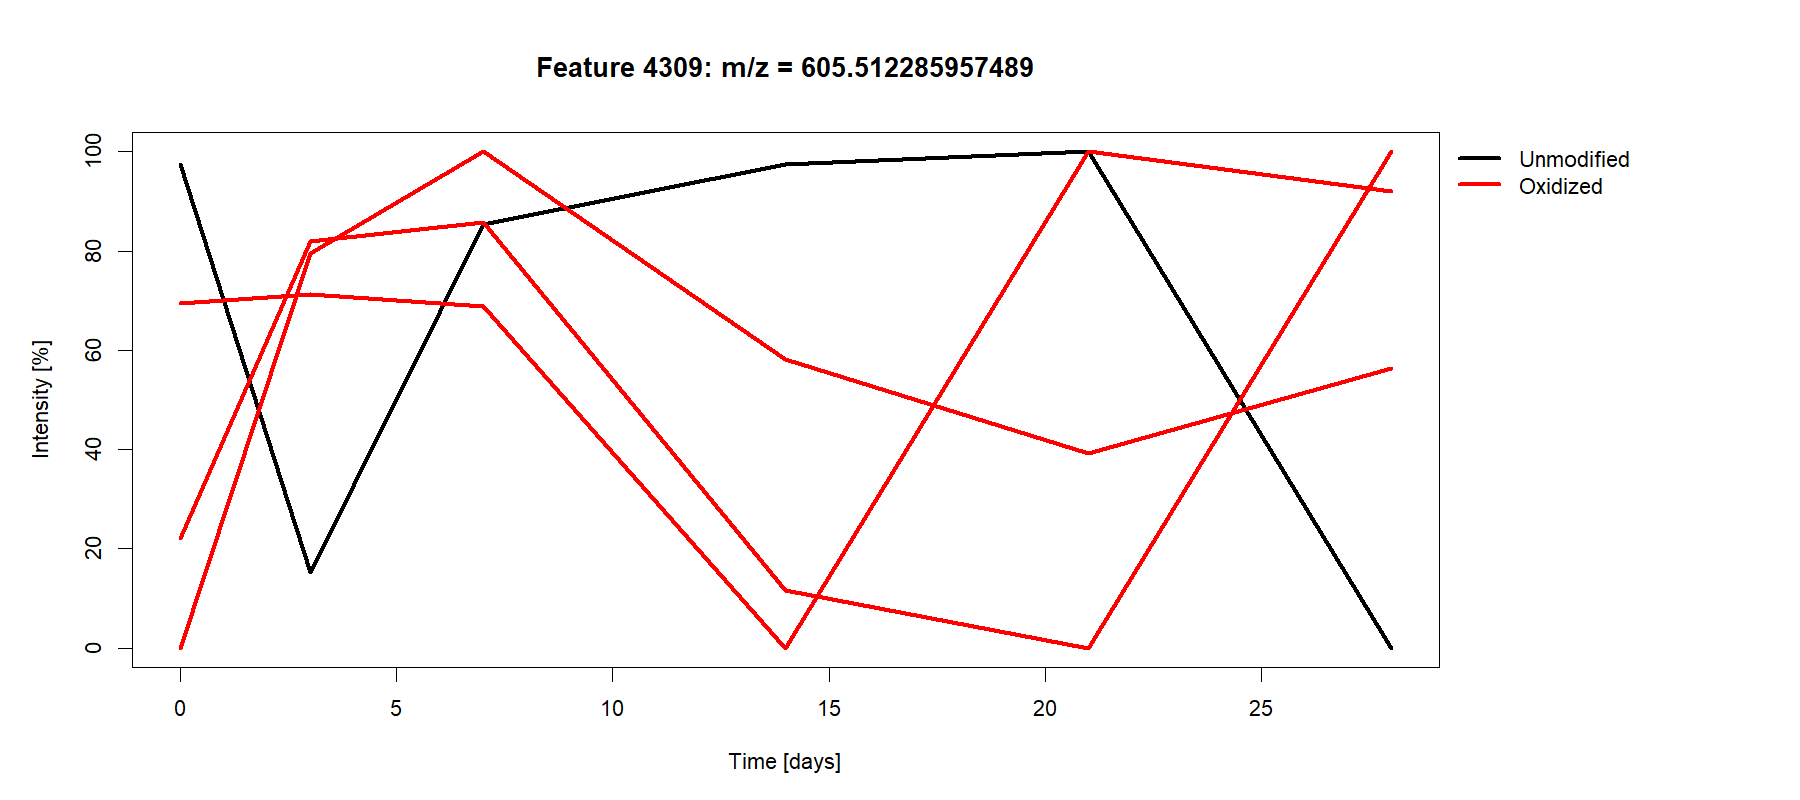 Feature 4309: m/z = 605.512285957489
Unmodified
Oxidized
Intensity [%]
100
80
60
40
20
0
0 5 10 15 20 25
Time [days]